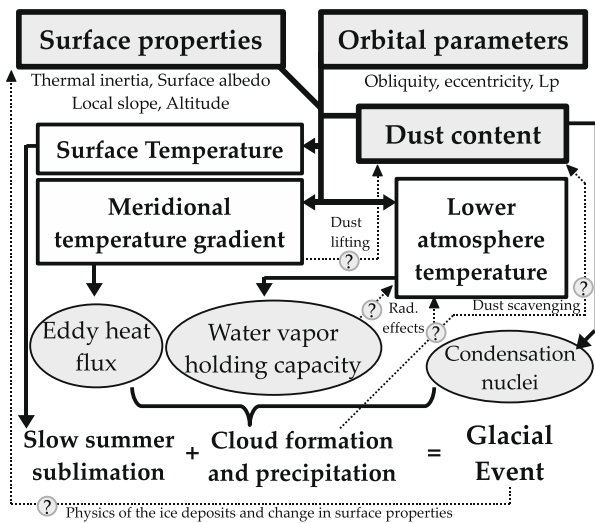 Surface properties
Orbital parameters
Thermal inertia, Surface albedo
Local slope, Altitude
Obliquity, eccentricity, Lp
Dust content
Surface Temperature
Meridional
temperature gradient
Lower
atmosphere
temperature
Dust
lifting
?
Rad.
effects
?
?
Dust scavenging
?
Eddy heat
flux
Water vapor
holding capacity
Condensation
nuclei
Slow summer
sublimation
+
Cloud formation
and precipitation
=
Glacial
Event
?
Physics of the ice deposits and change in surface properties